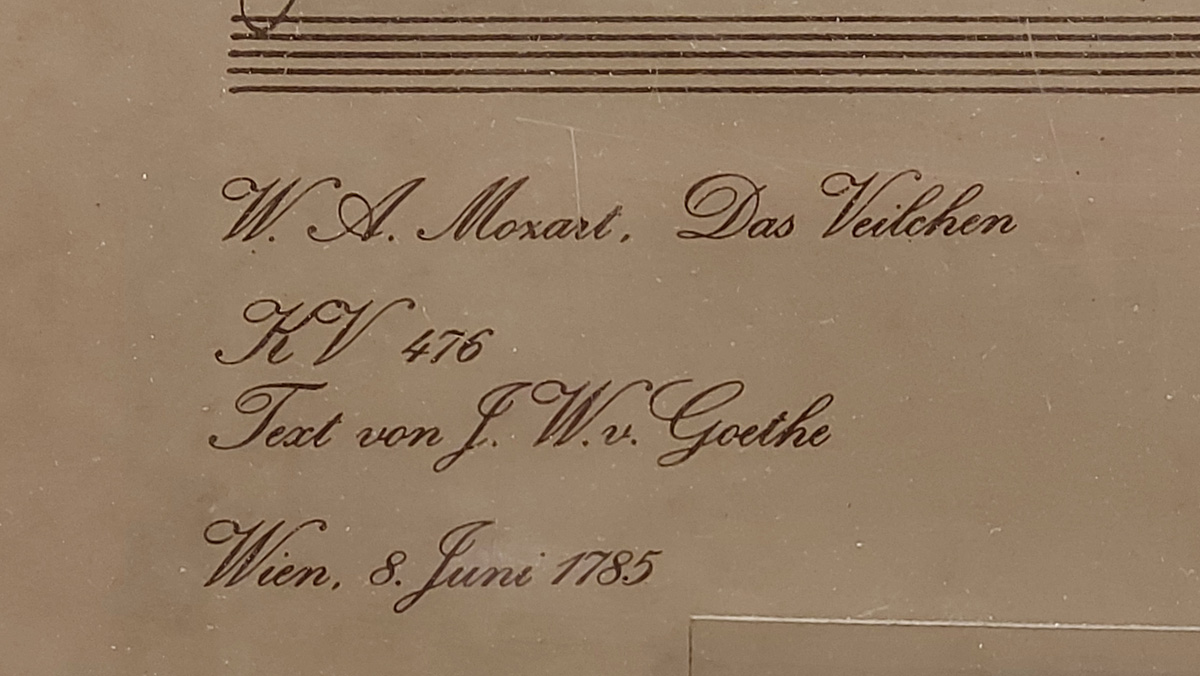 W. A. Mozart, Das Veilchen
KV 476
Text von J. W. v. Goethe
Wien, 8. Juni 1785